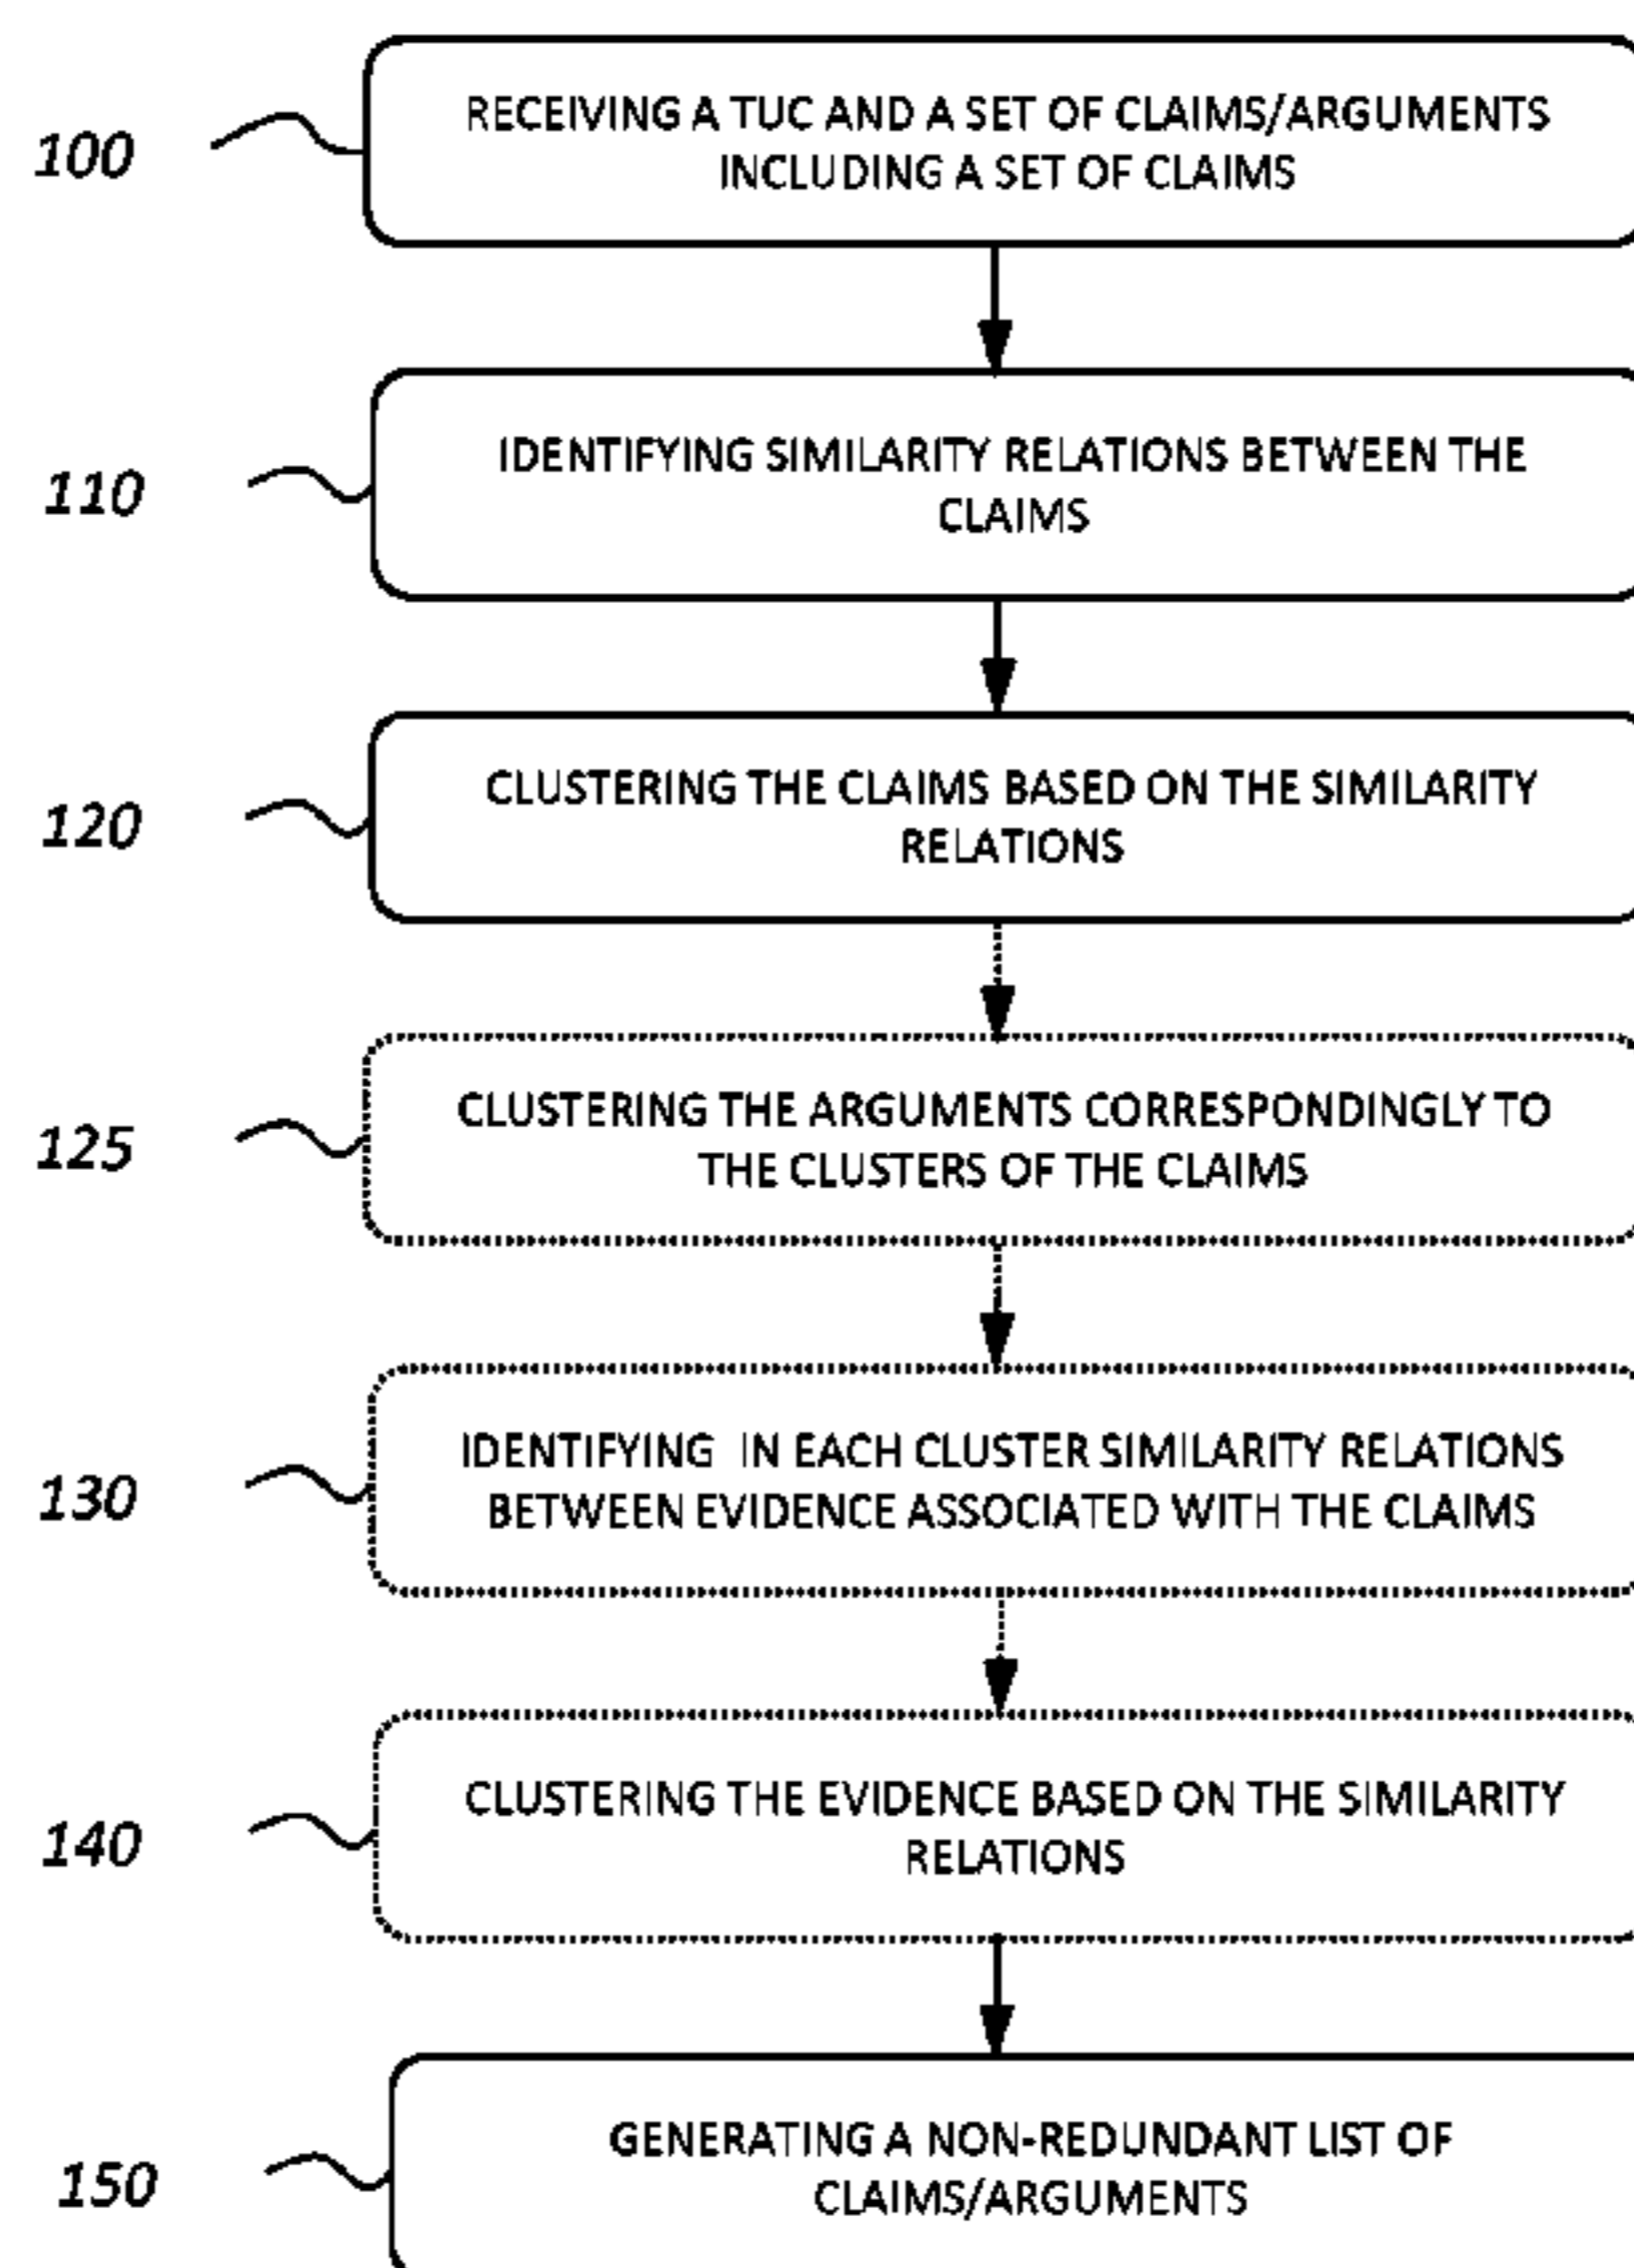 100
RECEIVING A TUC AND A SET OF CLAIMS/ARGUMENTS
INCLUDING A SET OF CLAIMS
110
IDENTIFYING SIMILARITY RELATIONS BETWEEN THE
CLAIMS
120
CLUSTERING THE CLAIMS BASED ON THE SIMILARITY
RELATIONS
125
CLUSTERING THE ARGUMENTS CORRESPONDINGLY TO
THE CLUSTERS OF THE CLAIMS
130
IDENTIFYING IN EACH CLUSTER SIMILARITY RELATIONS
BETWEEN EVIDENCE ASSOCIATED WITH THE CLAIMS
140
CLUSTERING THE EVIDENCE BASED ON THE SIMILARITY
RELATIONS
150
GENERATING A NON-REDUNDANT LIST OF
CLAIMS/ARGUMENTS